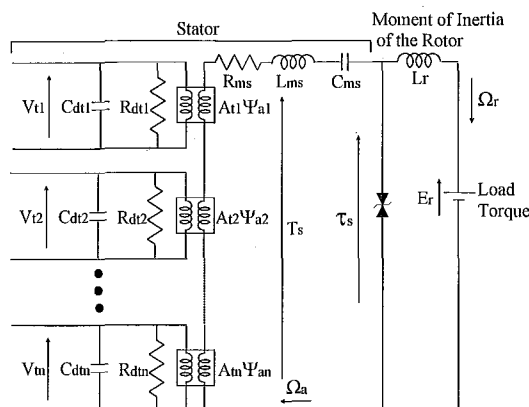 Stator
Moment of Inertia
of the Rotor
Rms
Lms
Cms
Lr
Vt1
Cdt1
Rdt1
At1Ψa1
Ωr
Vt2
Cdt2
Rdt2
At2Ψa2
Ts
τs
Er
Load
Torque
Vtn
Cdtn
Rdtn
AtnΨan
Ωa